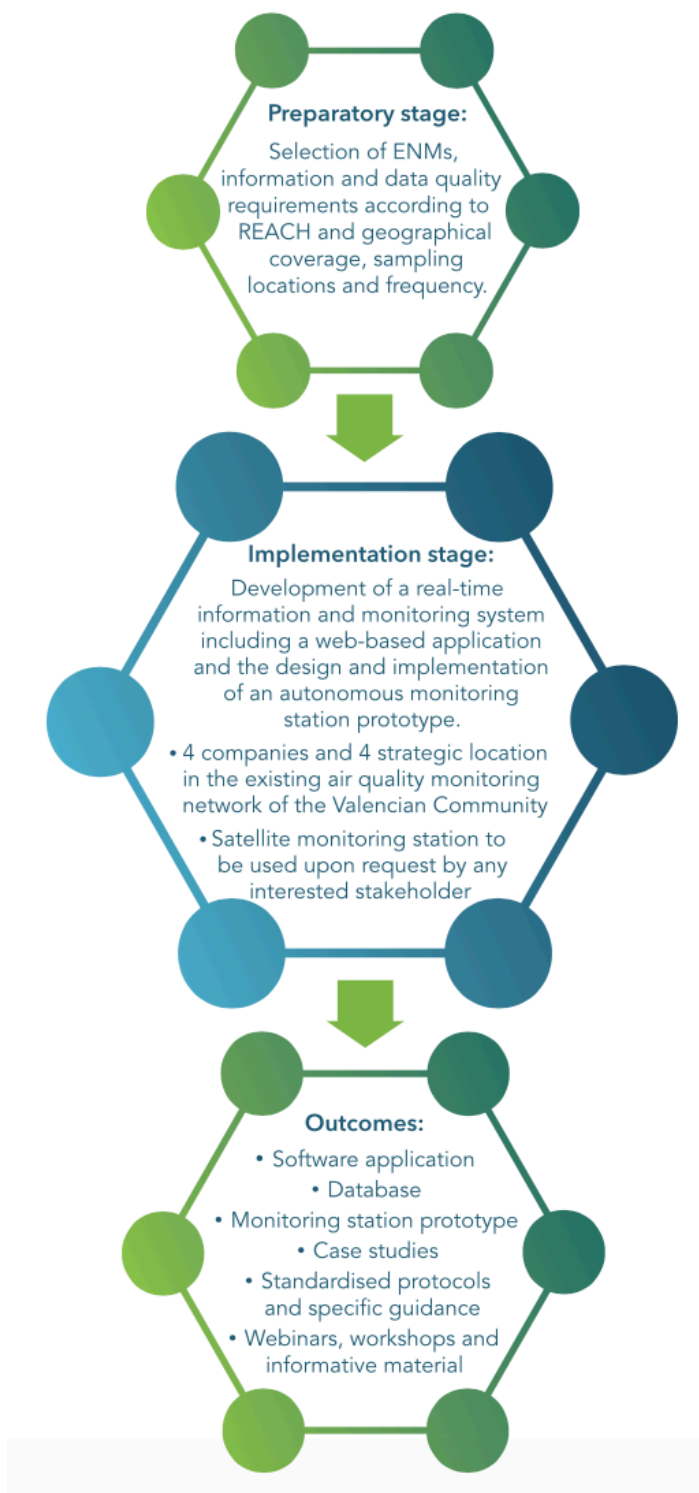 Preparatory stage:
Selection of ENMs,
information and data quality
requirements according to
REACH and geographical
coverage, sampling
locations and frequency.
Implementation stage:
Development of a real-time
information and monitoring system
including a web-based application
and the design and implementation
of an autonomous monitoring
station prototype.
• 4 companies and 4 strategic location
in the existing air quality monitoring
network of the Valencian Community
• Satellite monitoring station to
be used upon request by any
interested stakeholder
Outcomes:
• Software application
• Database
• Monitoring station prototype
• Case studies
• Standardised protocols
and specific guidance
• Webinars, workshops and
informative material